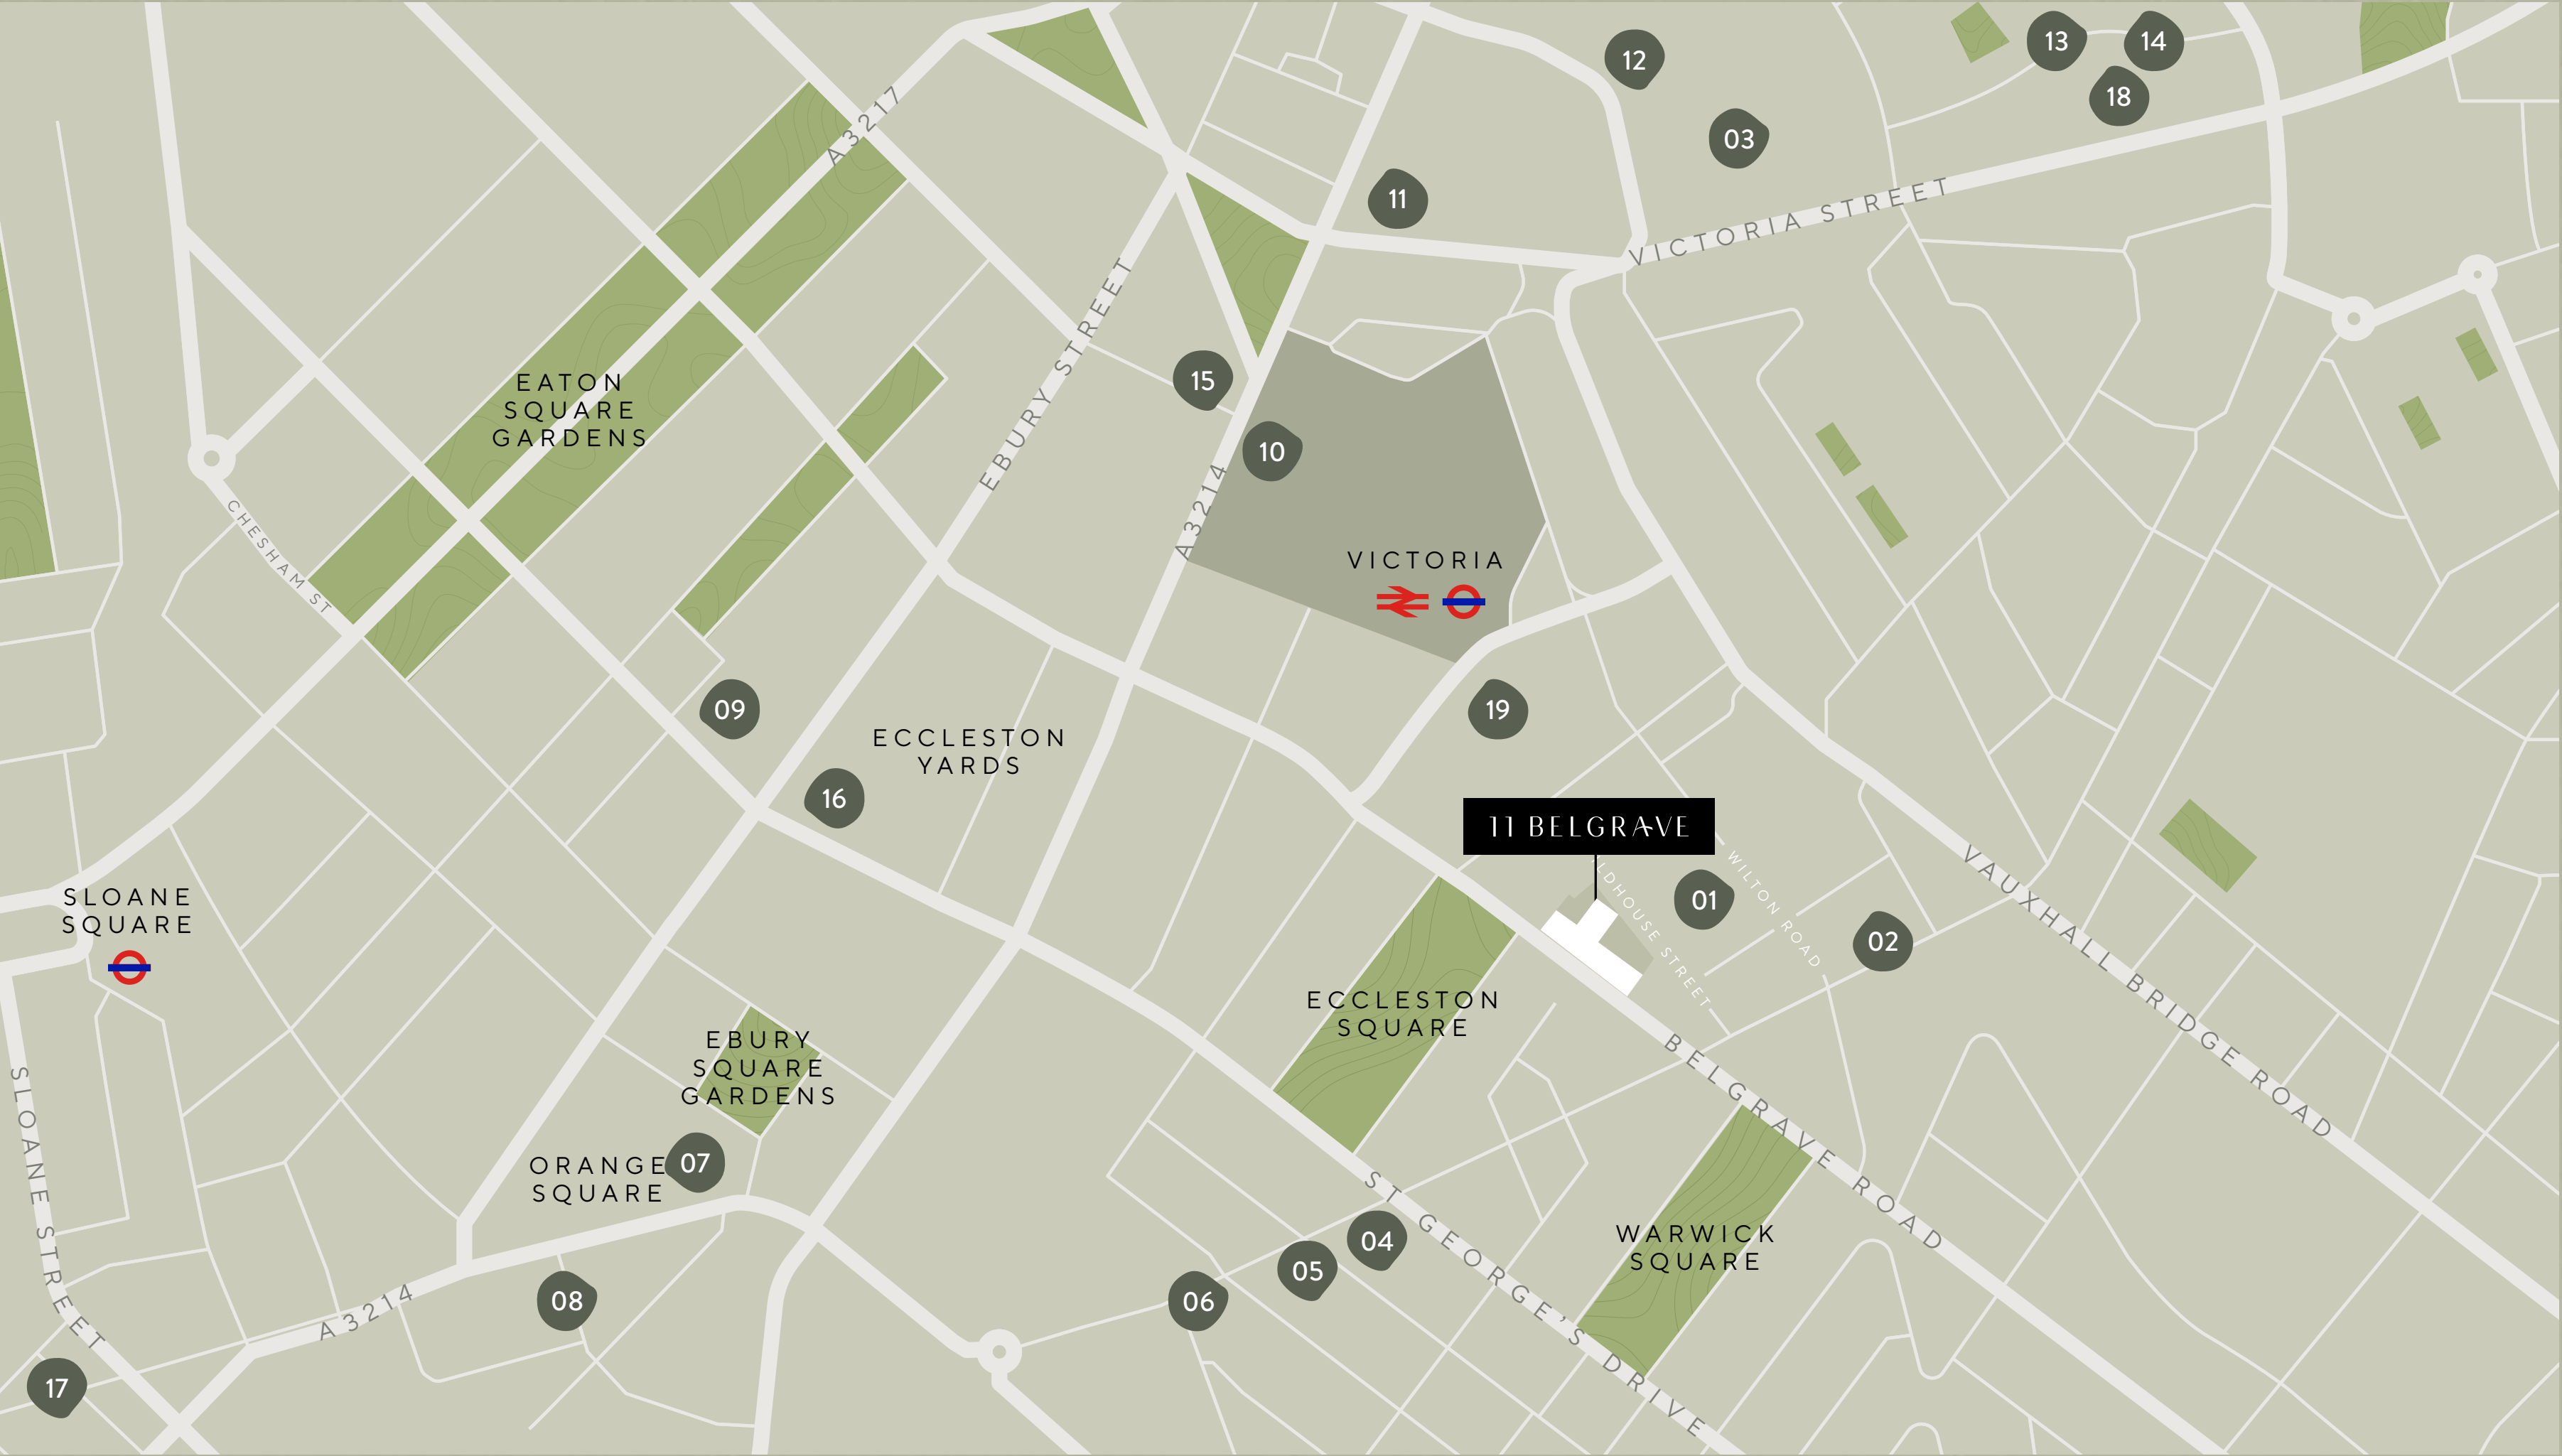 12
13
14
18
03
A3217
11
VICTORIA STREET
EBURY STREET
15
EATON
SQUARE
GARDENS
10
A3214
CHESHAM ST
VICTORIA
09
19
ECCLESTON
YARDS
16
11 BELGRAVE
WILTON ROAD
01
02
VAUXHALL BRIDGE ROAD
SLOANE
SQUARE
ECCLESTON
SQUARE
EBURY
SQUARE
GARDENS
BELGRAVE ROAD
SLOANE STREET
ORANGE
SQUARE
07
ST GEORGE'S DRIVE
04
05
06
WARWICK
SQUARE
08
A3214
17
STREET